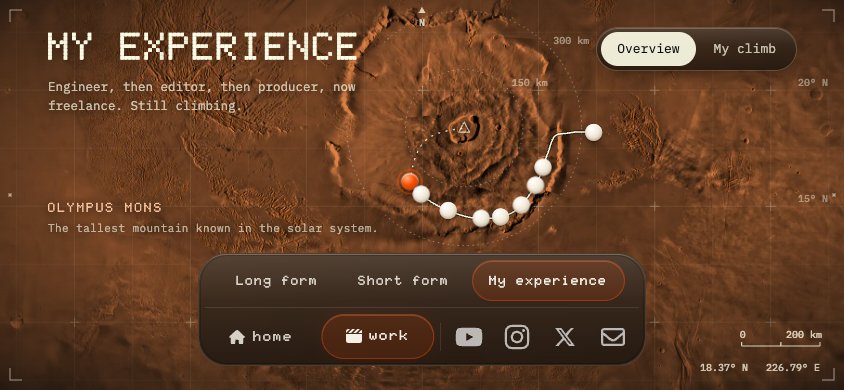 MY EXPERIENCE
Engineer, then editor, then producer, now
freelance. Still climbing.
N
300 km
150 km
Overview
My climb
20° N
15° N
OLYMPUS MONS
The tallest mountain known in the solar system.
Long form
Short form
My experience
home
work
0
200 km
18.37° N
226.79° E